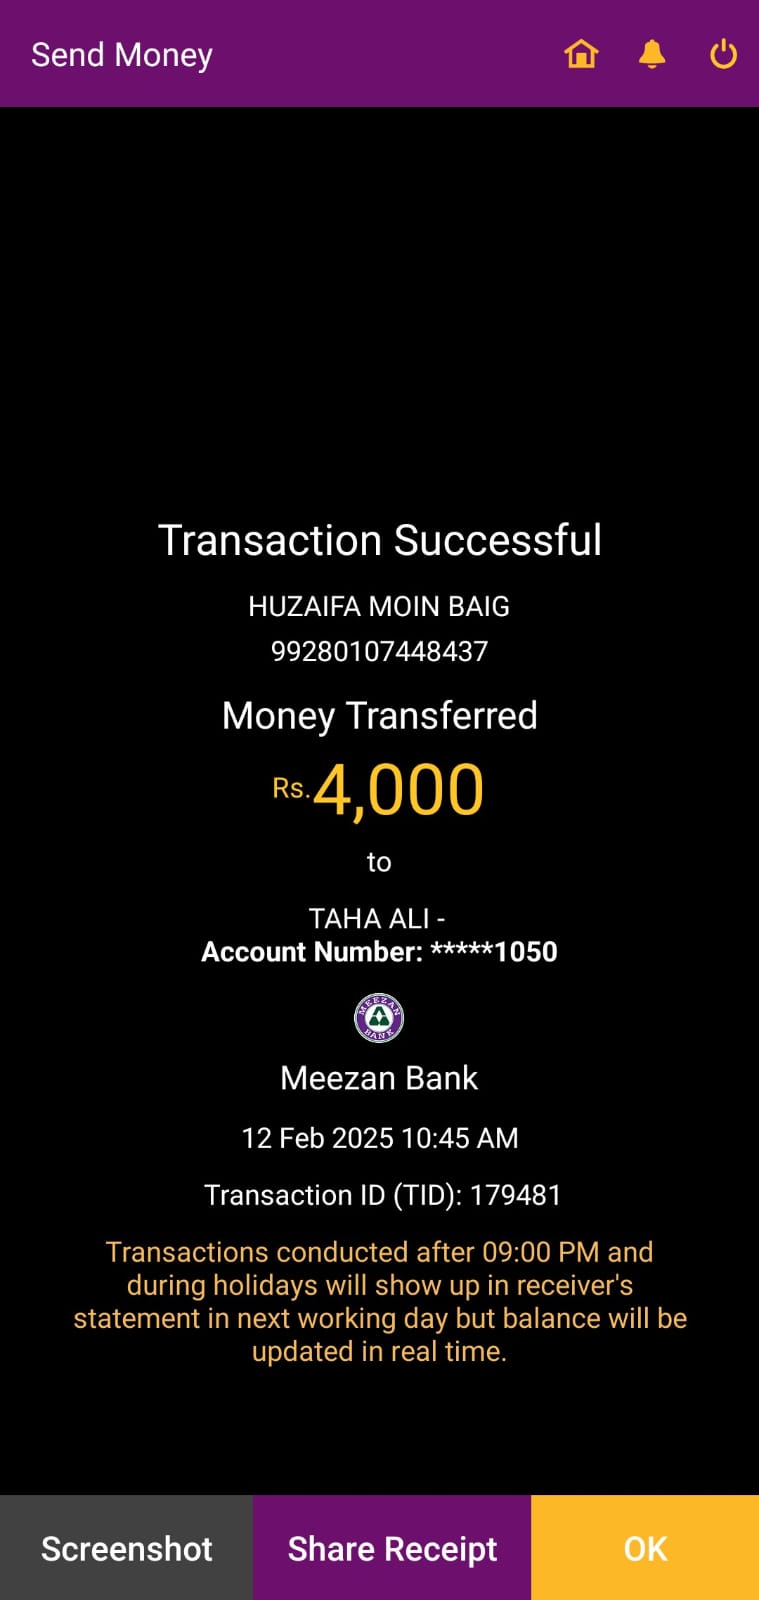 Send Money
Transaction Successful
HUZAIFA MOIN BAIG
99280107448437
Money Transferred
Rs.4,000
to
TAHA ALI -
Account Number: *****1050
MEEZAN BANK
Meezan Bank
12 Feb 2025 10:45 AM
Transaction ID (TID): 179481
Transactions conducted after 09:00 PM and
during holidays will show up in receiver's
statement in next working day but balance will be
updated in real time.
Screenshot
Share Receipt
OK